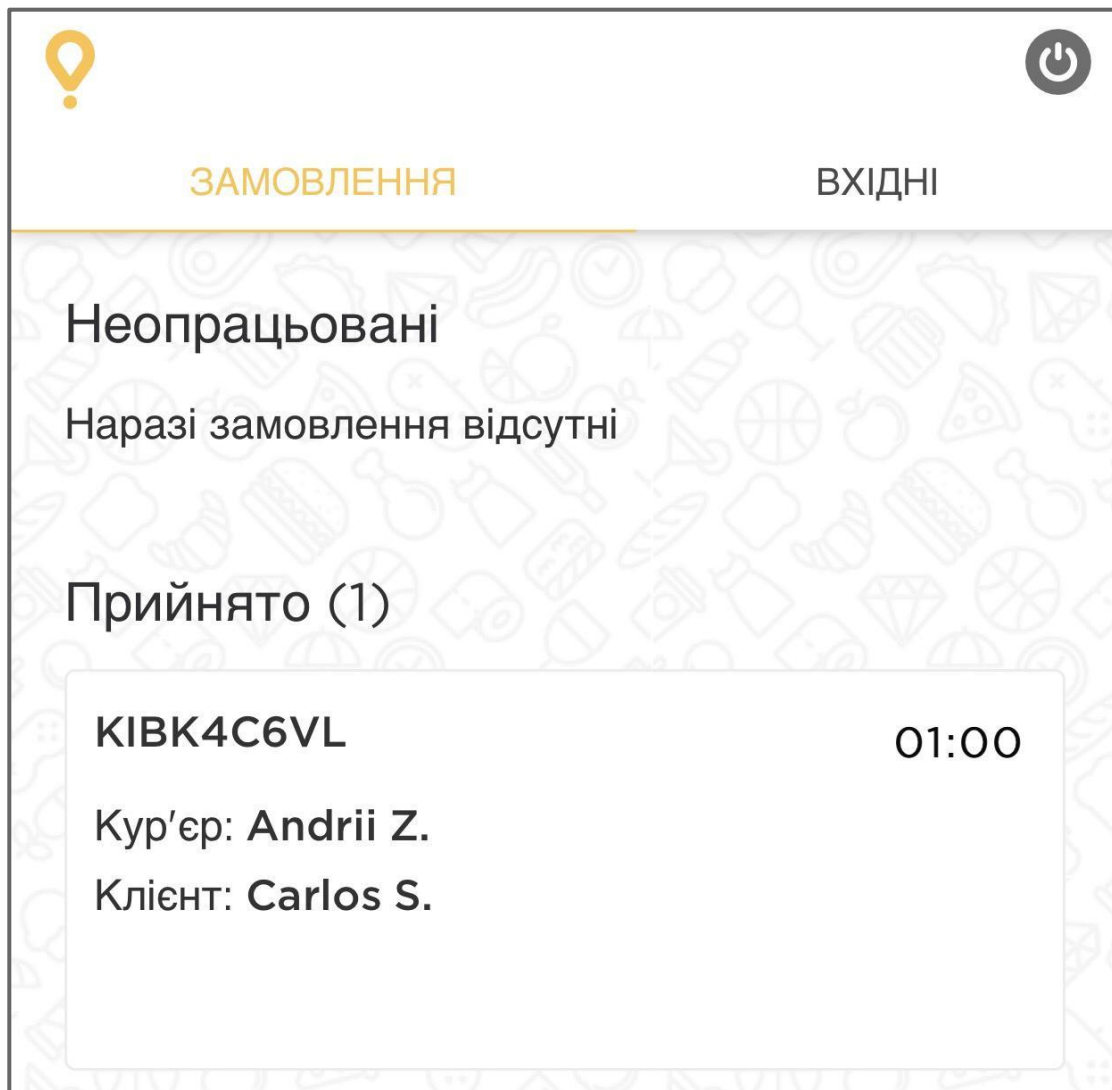 ЗАМОВЛЕННЯ ВХІДНІ
Неопрацьовані
Наразі замовлення відсутні
Прийнято (1)
KIBK4C6VL 01:00
Кур'єр: Andrii Z.
Клієнт: Carlos S.